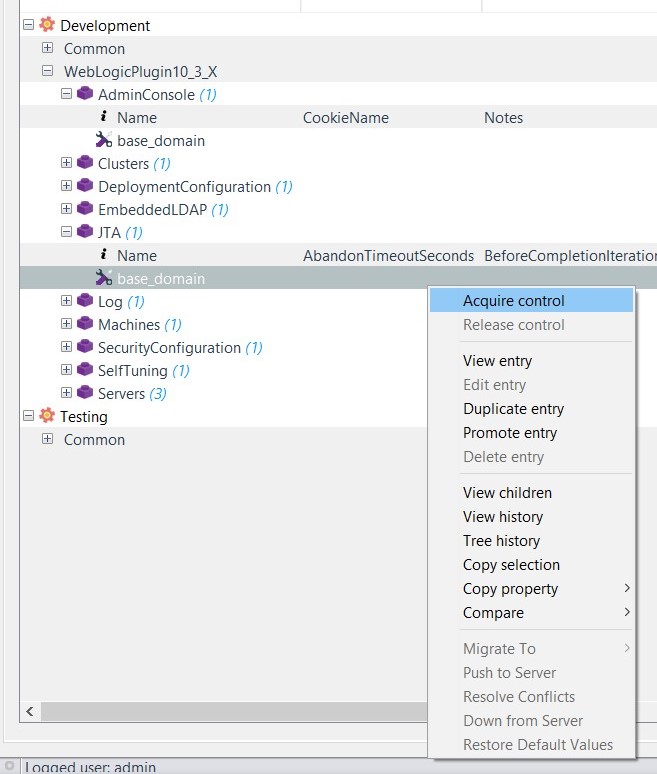 Development
Common
WebLogicPlugin10_3_X
AdminConsole (1)
Name CookieName Notes
base_domain
Clusters (1)
DeploymentConfiguration (1)
EmbeddedLDAP (1)
JTA (1)
Name AbandonTimeoutSeconds BeforeCompletionIteration
base_domain
Log (1)
Machines (1)
SecurityConfiguration (1)
SelfTuning (1)
Servers (3)
Testing
Common
Acquire control
Release control
View entry
Edit entry
Duplicate entry
Promote entry
Delete entry
View children
View history
Tree history
Copy selection
Copy property
Compare
Migrate To
Push to Server
Resolve Conflicts
Down from Server
Restore Default Values
Logged user: admin